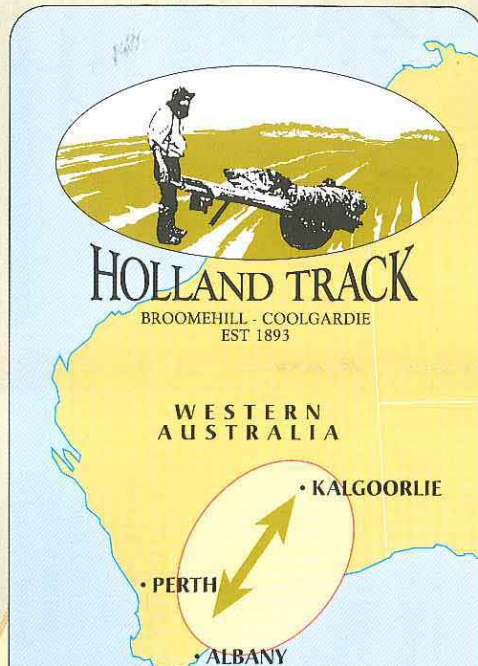 HOLLAND TRACK
BROOMEHILL - COOLGARDIE
EST 1893
WESTERN
AUSTRALIA
• KALGOORLIE
• PERTH
• ALBANY